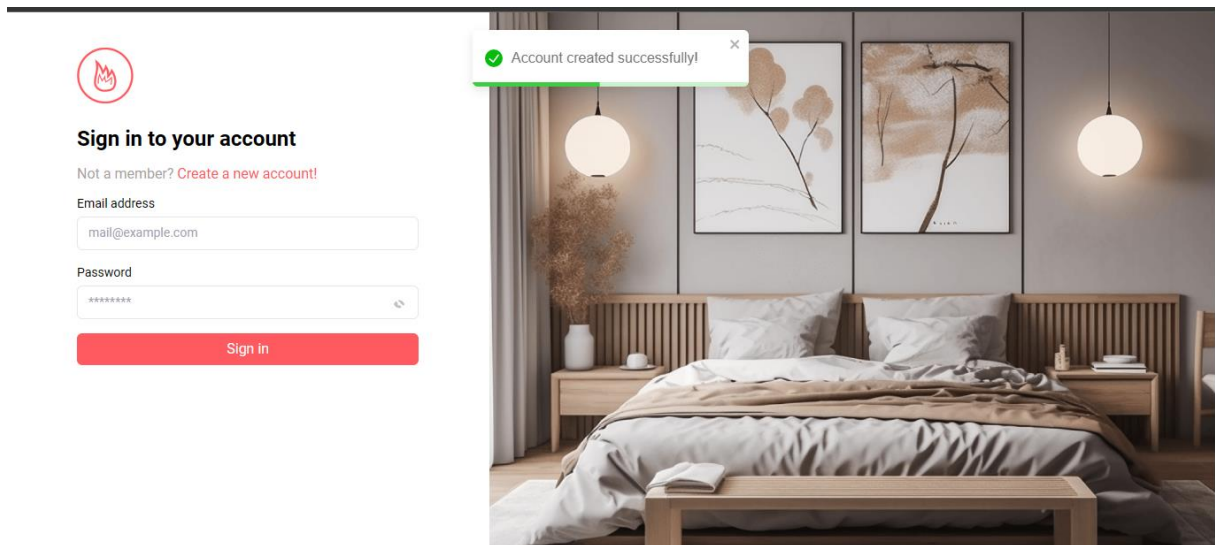 Account created successfully!
Sign in to your account
Not a member? Create a new account!
Email address
mail@example.com
Password
********
Sign in